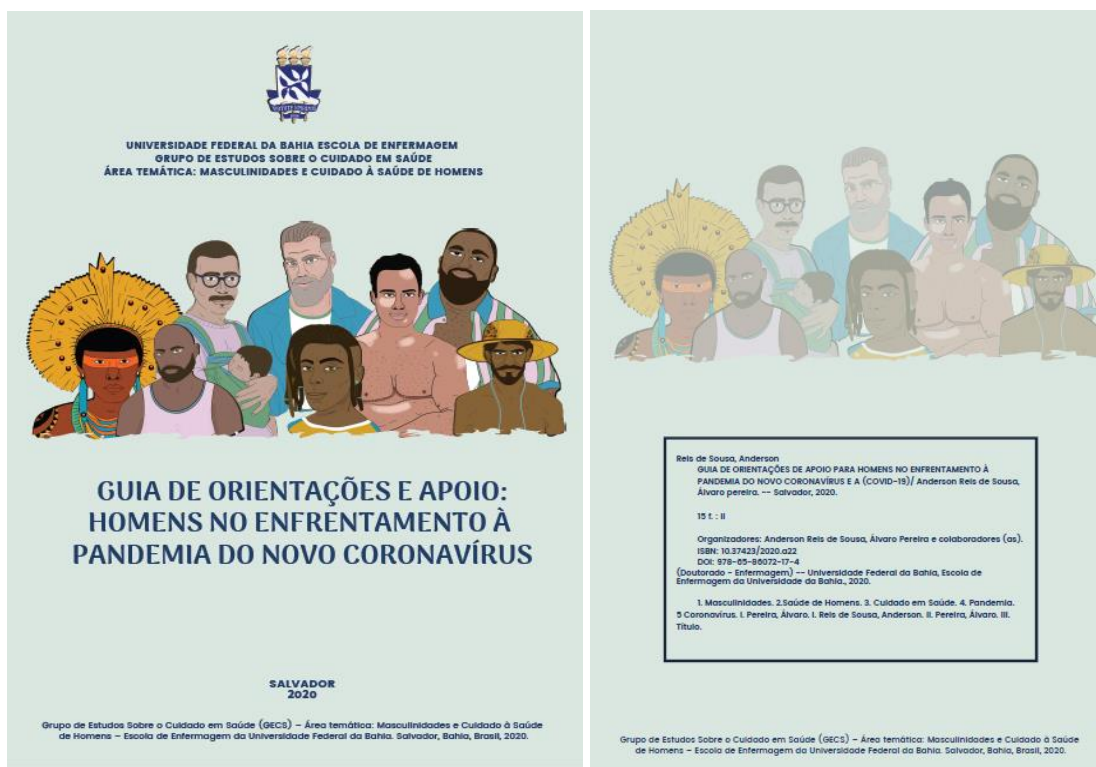 UNIVERSIDADE FEDERAL DA BAHIA ESCOLA DE ENFERMAGEM
GRUPO DE ESTUDOS SOBRE O CUIDADO EM SAÚDE
ÁREA TEMÁTICA: MASCULINIDADES E CUIDADO À SAÚDE DE HOMENS
GUIA DE ORIENTAÇÕES E APOIO:
HOMENS NO ENFRENTAMENTO À
PANDEMIA DO NOVO CORONAVÍRUS
SALVADOR
2020
Grupo de Estudos Sobre o Cuidado em Saúde (GECS) – Área temática: Masculinidades e Cuidado à Saúde
de Homens – Escola de Enfermagem da Universidade Federal da Bahia. Salvador, Bahia, Brasil, 2020.
Reis de Sousa, Anderson
GUIA DE ORIENTAÇÕES DE APOIO PARA HOMENS NO ENFRENTAMENTO À
PANDEMIA DO NOVO CORONAVÍRUS E A (COVID-19)/ Anderson Reis de Sousa,
Álvaro pereira. -- Salvador, 2020.
15 f. : il
Organizadores: Anderson Reis de Sousa, Álvaro Pereira e colaboradores (as).
ISBN: 10.37423/2020.a22
DOI: 978-65-86072-17-4
(Doutorado - Enfermagem) -- Universidade Federal da Bahia, Escola de
Enfermagem da Universidade da Bahia., 2020.
1. Masculinidades. 2.Saúde de Homens. 3. Cuidado em Saúde. 4. Pandemia.
5 Coronavírus. I. Pereira, Álvaro. I. Reis de Sousa, Anderson. II. Pereira, Álvaro. III.
Título.
Grupo de Estudos Sobre o Cuidado em Saúde (GECS) – Área temática: Masculinidades e Cuidado à Saúde
de Homens – Escola de Enfermagem da Universidade Federal da Bahia. Salvador, Bahia, Brasil, 2020.